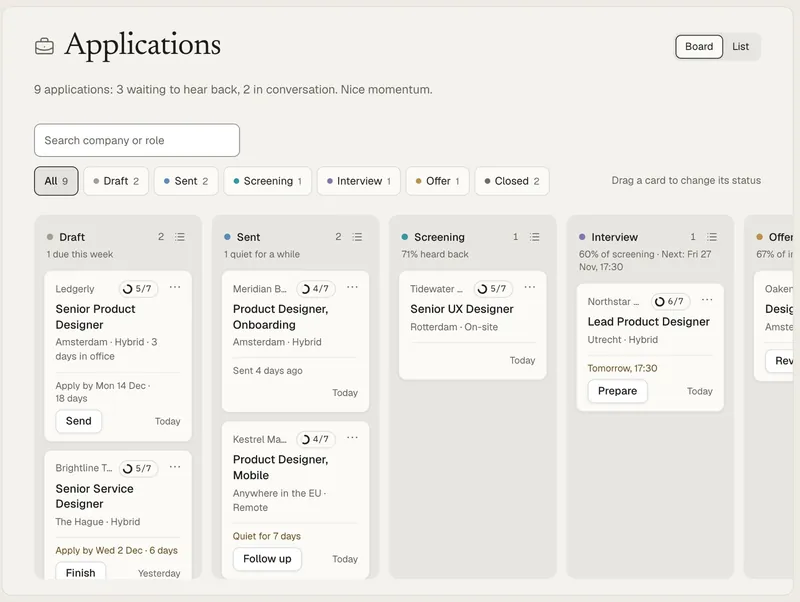 Applications
Board
List
9 applications: 3 waiting to hear back, 2 in conversation. Nice momentum.
Search company or role
All 9
Draft 2
Sent 2
Screening 1
Interview 1
Offer 1
Closed 2
Drag a card to change its status
Draft 2
1 due this week
Ledgerly 5/7 ···
Senior Product
Designer
Amsterdam · Hybrid · 3
days in office
Apply by Mon 14 Dec ·
18 days
Send
Today
Brightline T... 5/7 ···
Senior Service
Designer
The Hague · Hybrid
Apply by Wed 2 Dec · 6 days
Finish
Yesterday
Sent 2
1 quiet for a while
Meridian B... 4/7 ···
Product Designer,
Onboarding
Amsterdam · Hybrid
Sent 4 days ago
Today
Kestrel Ma... 4/7 ···
Product Designer,
Mobile
Anywhere in the EU ·
Remote
Quiet for 7 days
Follow up
Today
Screening 1
71% heard back
Tidewater ... 5/7 ···
Senior UX Designer
Rotterdam · On-site
Today
Interview 1
60% of screening · Next: Fri 27
Nov, 17:30
Northstar ... 6/7 ···
Lead Product Designer
Utrecht · Hybrid
Tomorrow, 17:30
Prepare
Today
Offer
67% of in
Oaken
Desig
Amste
Rev